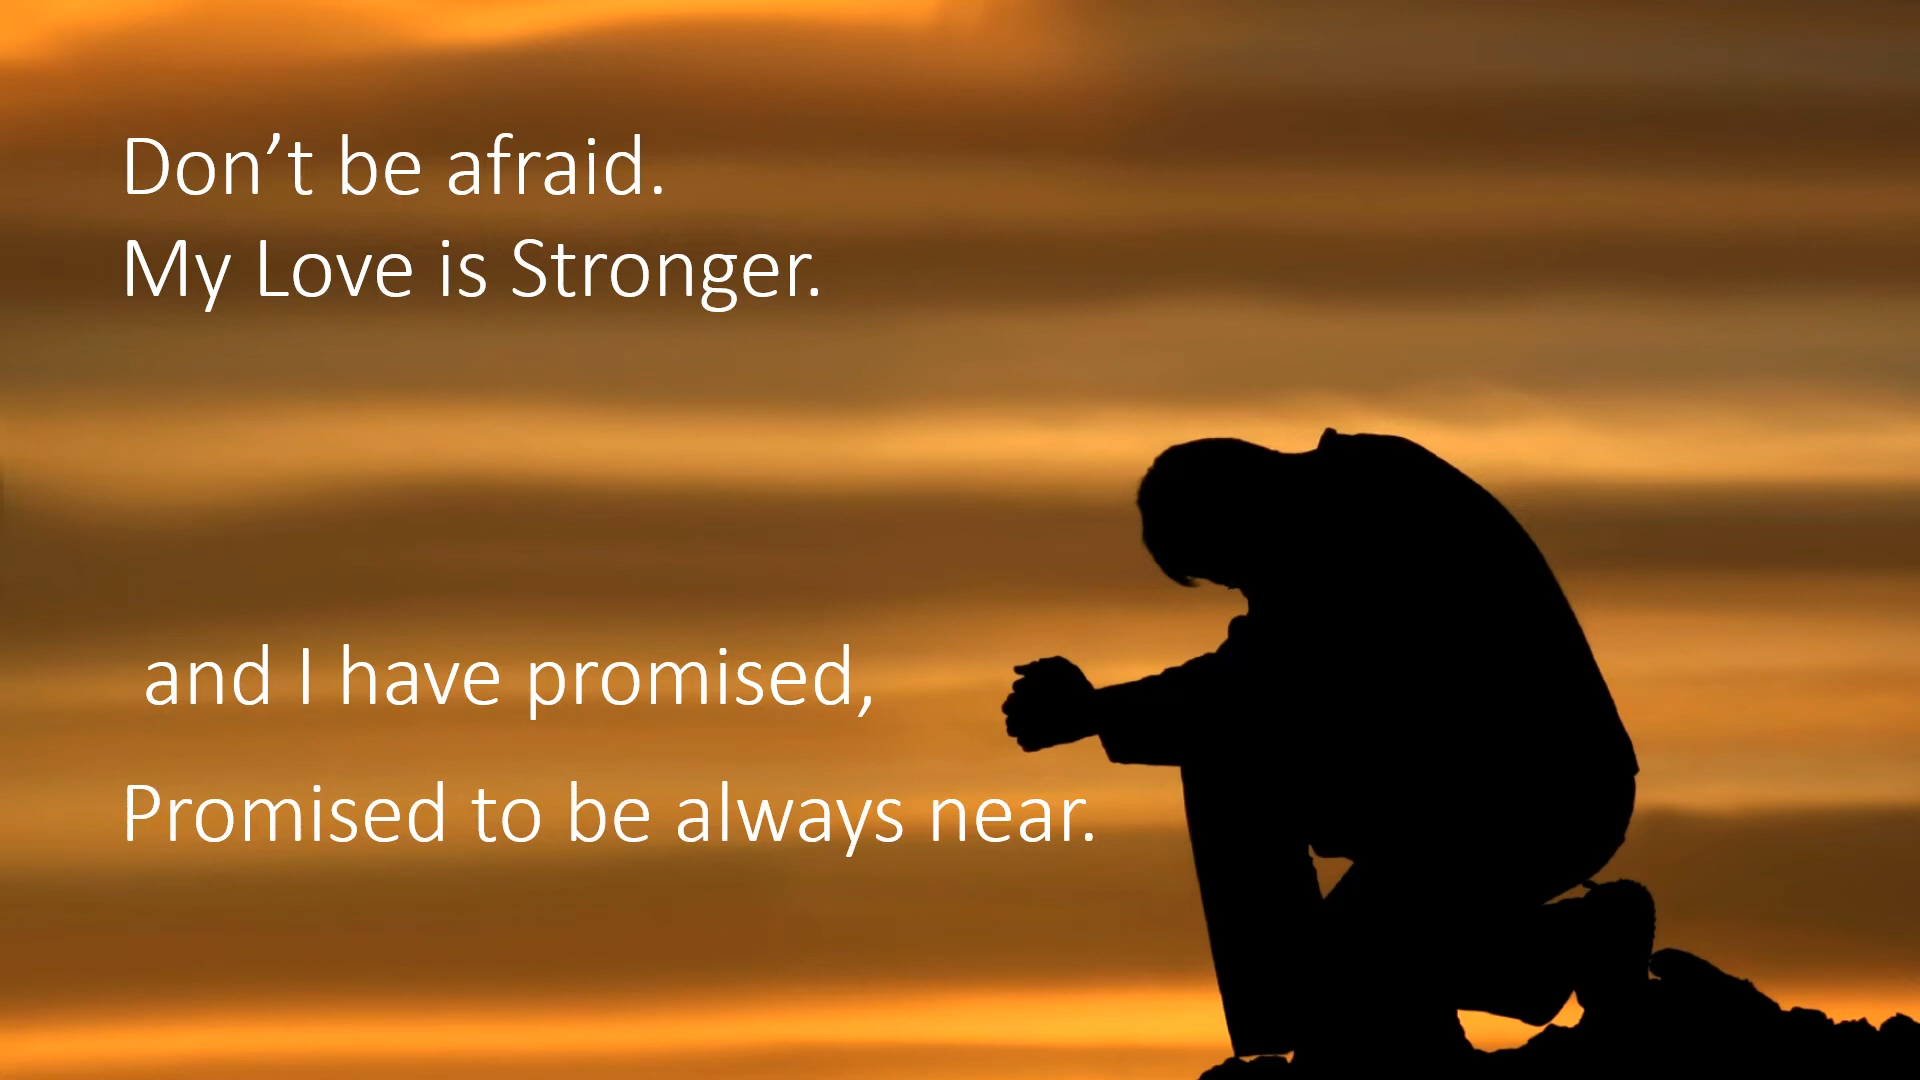 Don’t be afraid.
My Love is Stronger.
and I have promised,
Promised to be always near.